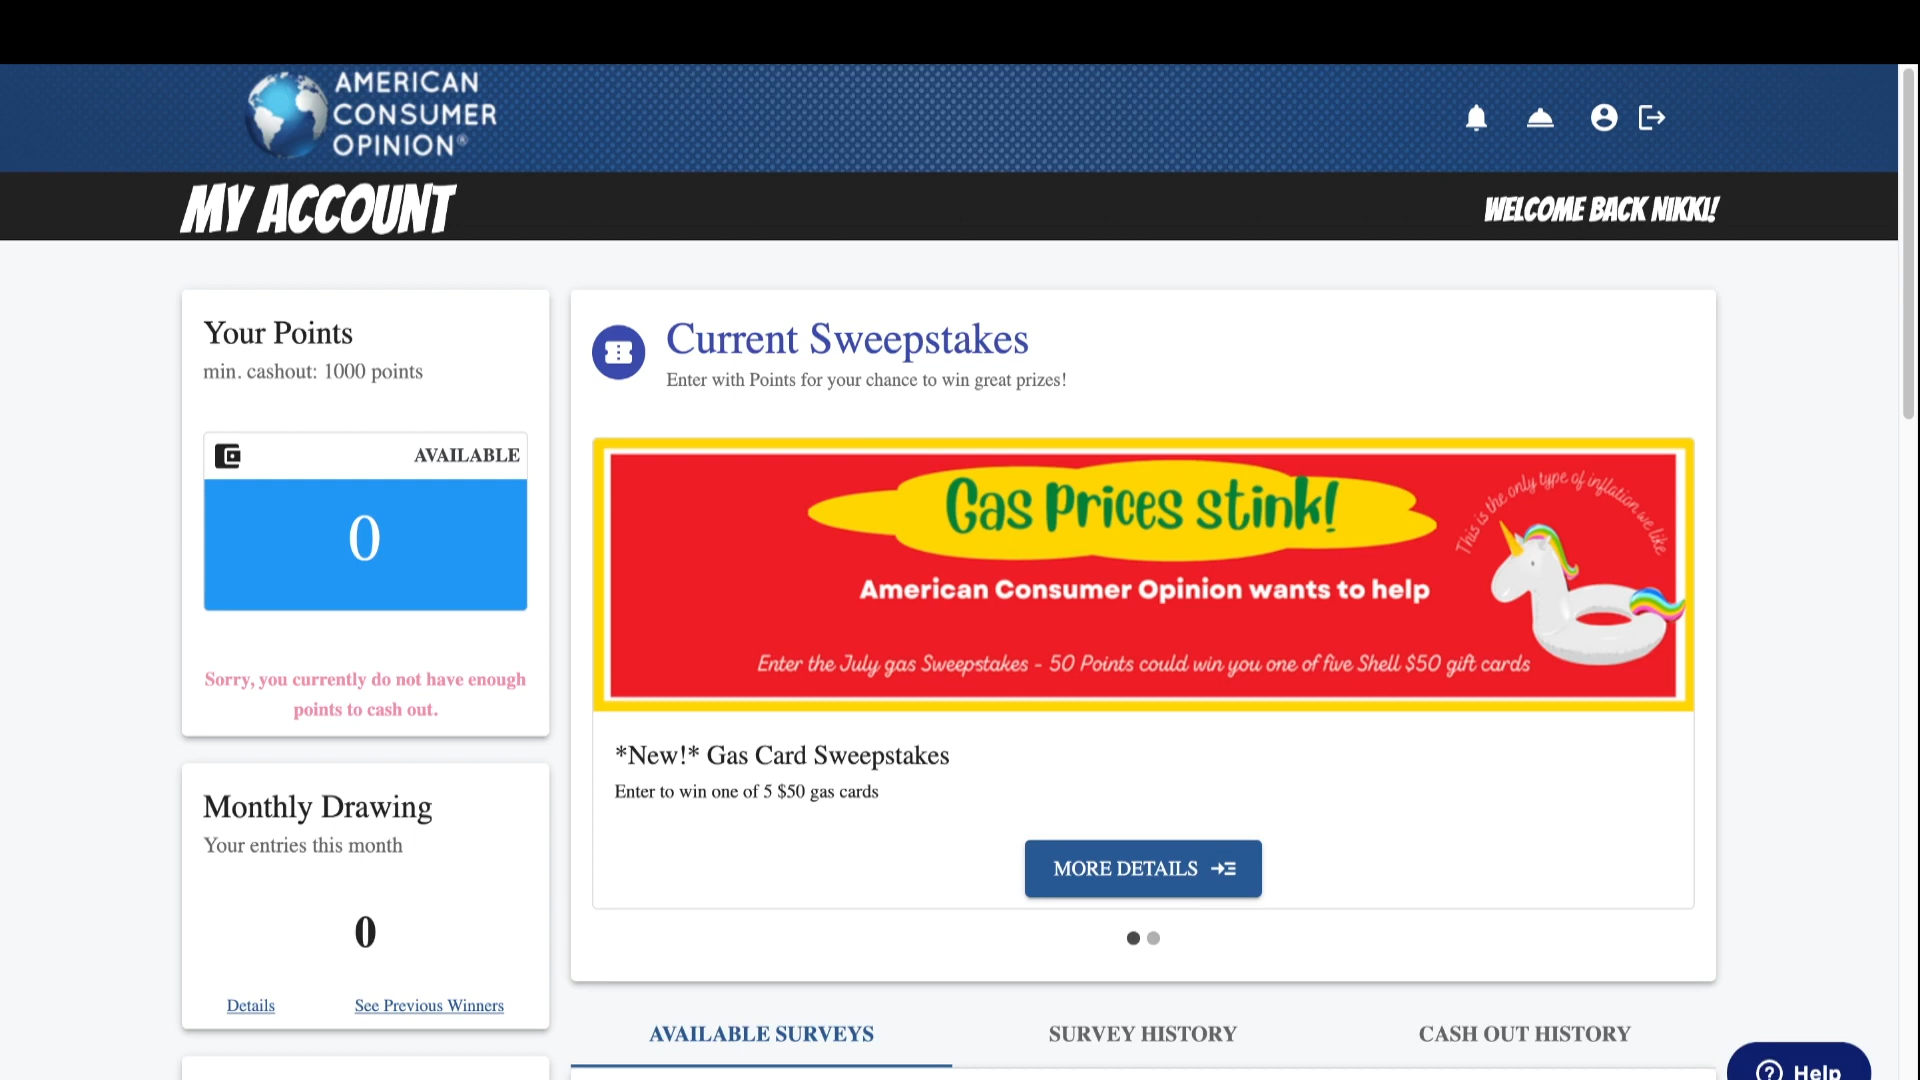 AMERICAN
CONSUMER
OPINION®
MY ACCOUNT
WELCOME BACK NIKKI!
Your Points
min. cashout: 1000 points
AVAILABLE
0
Sorry, you currently do not have enough
points to cash out.
Monthly Drawing
Your entries this month
0
Details
See Previous Winners
Current Sweepstakes
Enter with Points for your chance to win great prizes!
Gas Prices stink!
This is the only type of inflation we like
American Consumer Opinion wants to help
Enter the July gas Sweepstakes - 50 Points could win you one of five Shell $50 gift cards
*New!* Gas Card Sweepstakes
Enter to win one of 5 $50 gas cards
MORE DETAILS
AVAILABLE SURVEYS
SURVEY HISTORY
CASH OUT HISTORY
Help